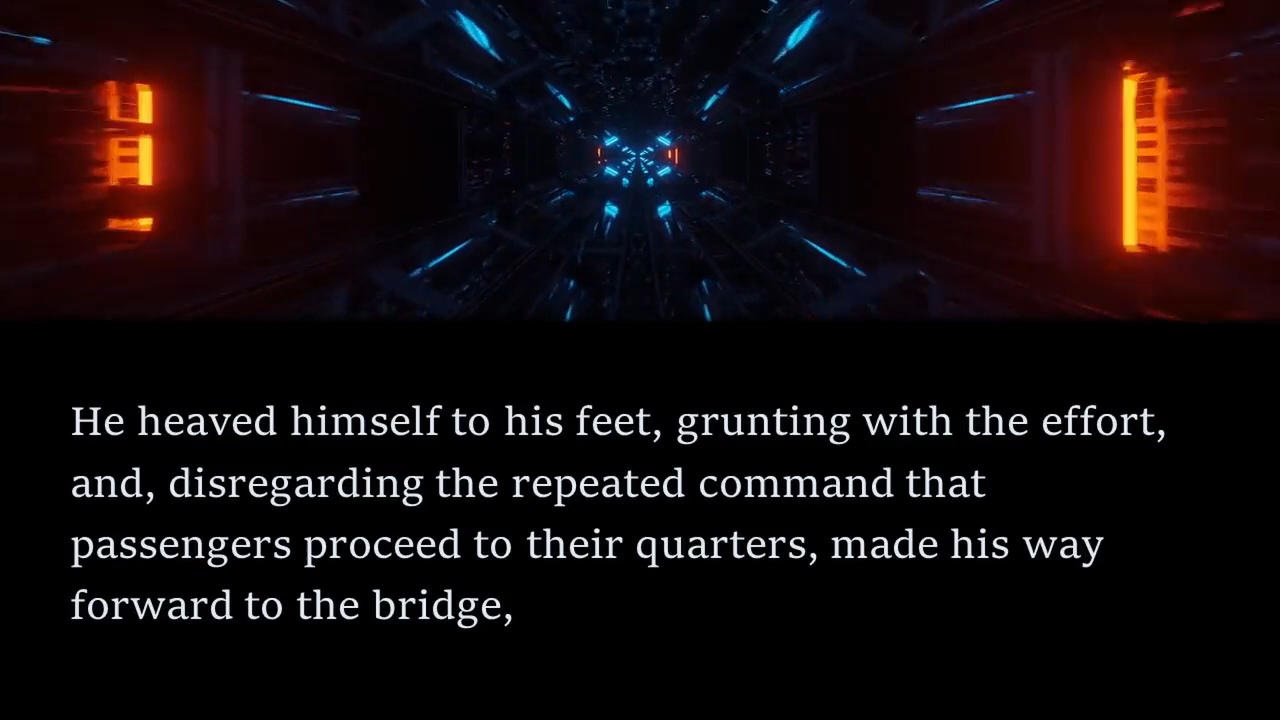 He heaved himself to his feet, grunting with the effort,
and, disregarding the repeated command that
passengers proceed to their quarters, made his way
forward to the bridge,